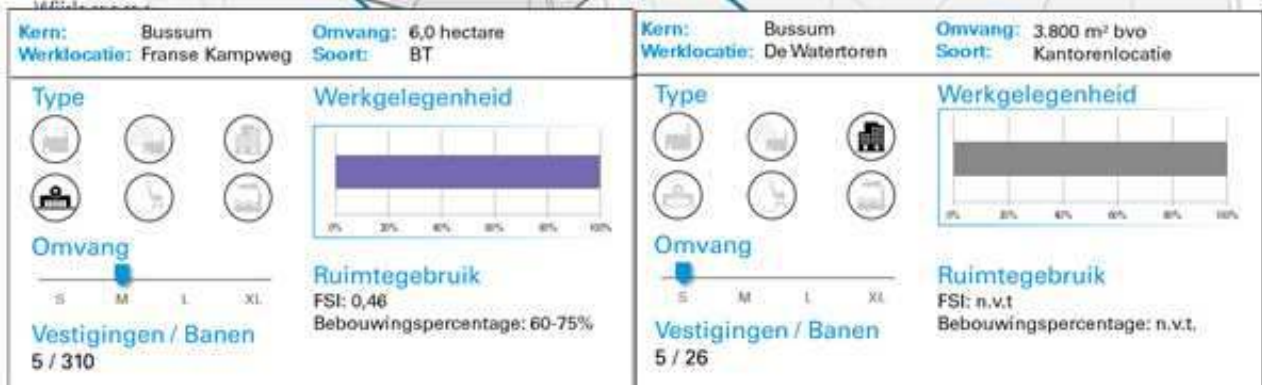 Kern: Bussum
Werklocatie: Franse Kampweg
Omvang: 6,0 hectare
Soort: BT
Type
Werkgelegenheid
0% 20% 40% 60% 80% 100%
Omvang
S M L XL
Ruimtegebruik
FSI: 0,46
Bebouwingspercentage: 60-75%
Vestigingen / Banen
5 / 310
Kern: Bussum
Werklocatie: De Watertoren
Omvang: 3.800 m² bvo
Soort: Kantorenlocatie
Type
Werkgelegenheid
0% 20% 40% 60% 80% 100%
Omvang
S M L XL
Ruimtegebruik
FSI: n.v.t
Bebouwingspercentage: n.v.t.
Vestigingen / Banen
5 / 26